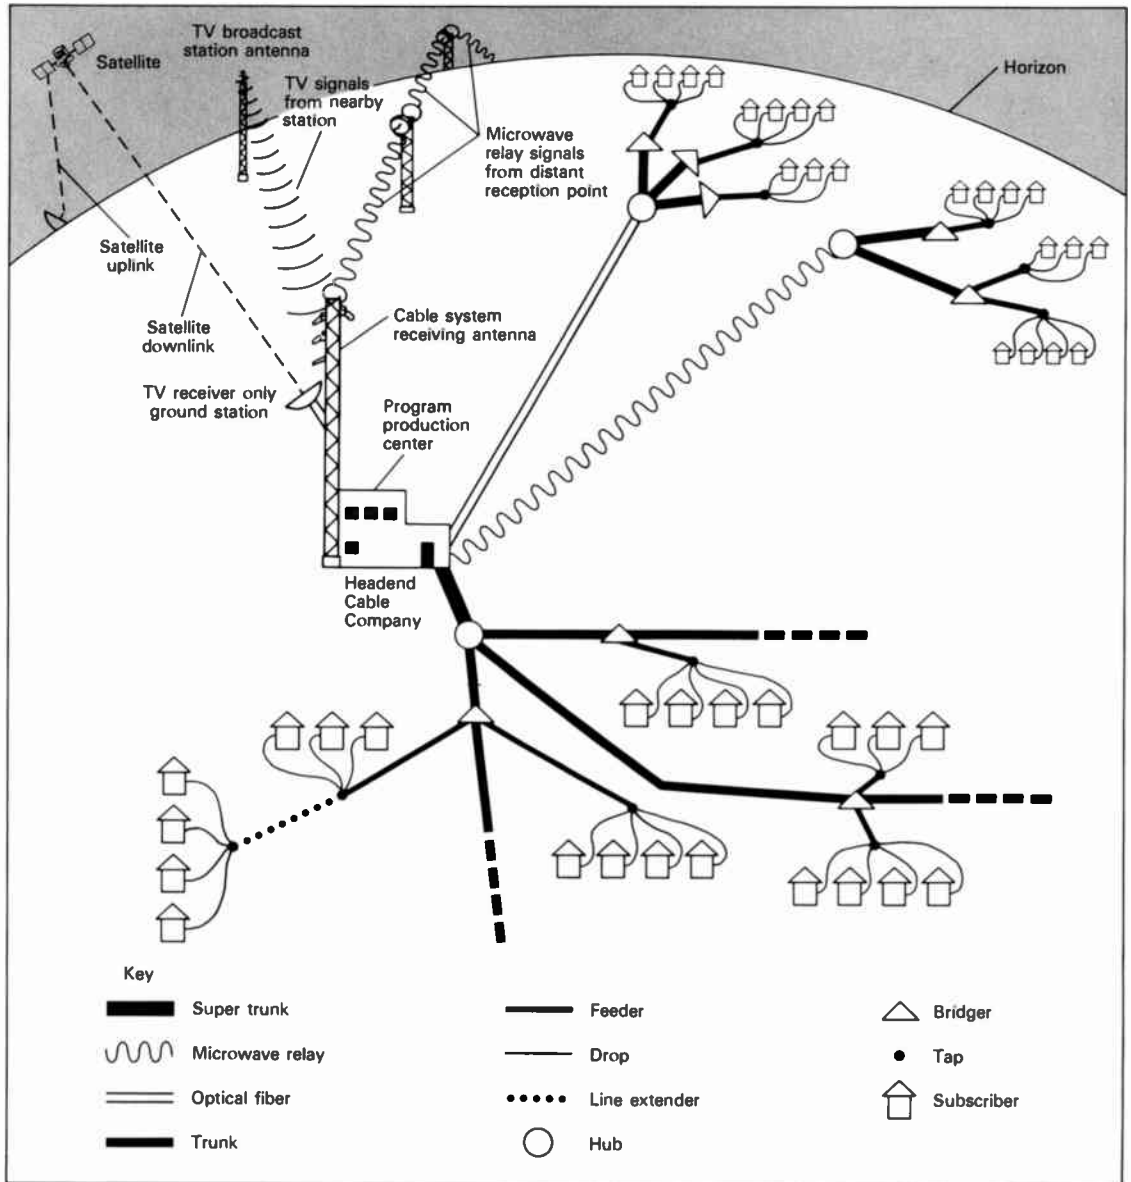 TV broadcast
station antenna
Satellite
TV signals
from nearby
station
Horizon
Microwave
relay signals
from distant
reception point
Satellite
uplink
Satellite
downlink
Cable system
receiving antenna
TV receiver only
ground station
Program
production
center
Headend
Cable
Company
Key
Super trunk
Microwave relay
Optical fiber
Trunk
Feeder
Drop
Line extender
Hub
Bridger
Tap
Subscriber